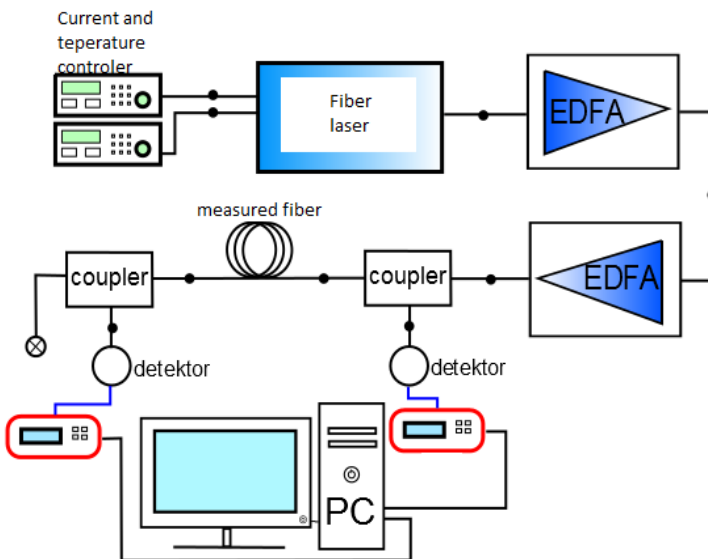 Current and
teperature
controler
Fiber
laser
EDFA
measured fiber
coupler
coupler
EDFA
detektor
detektor
PC